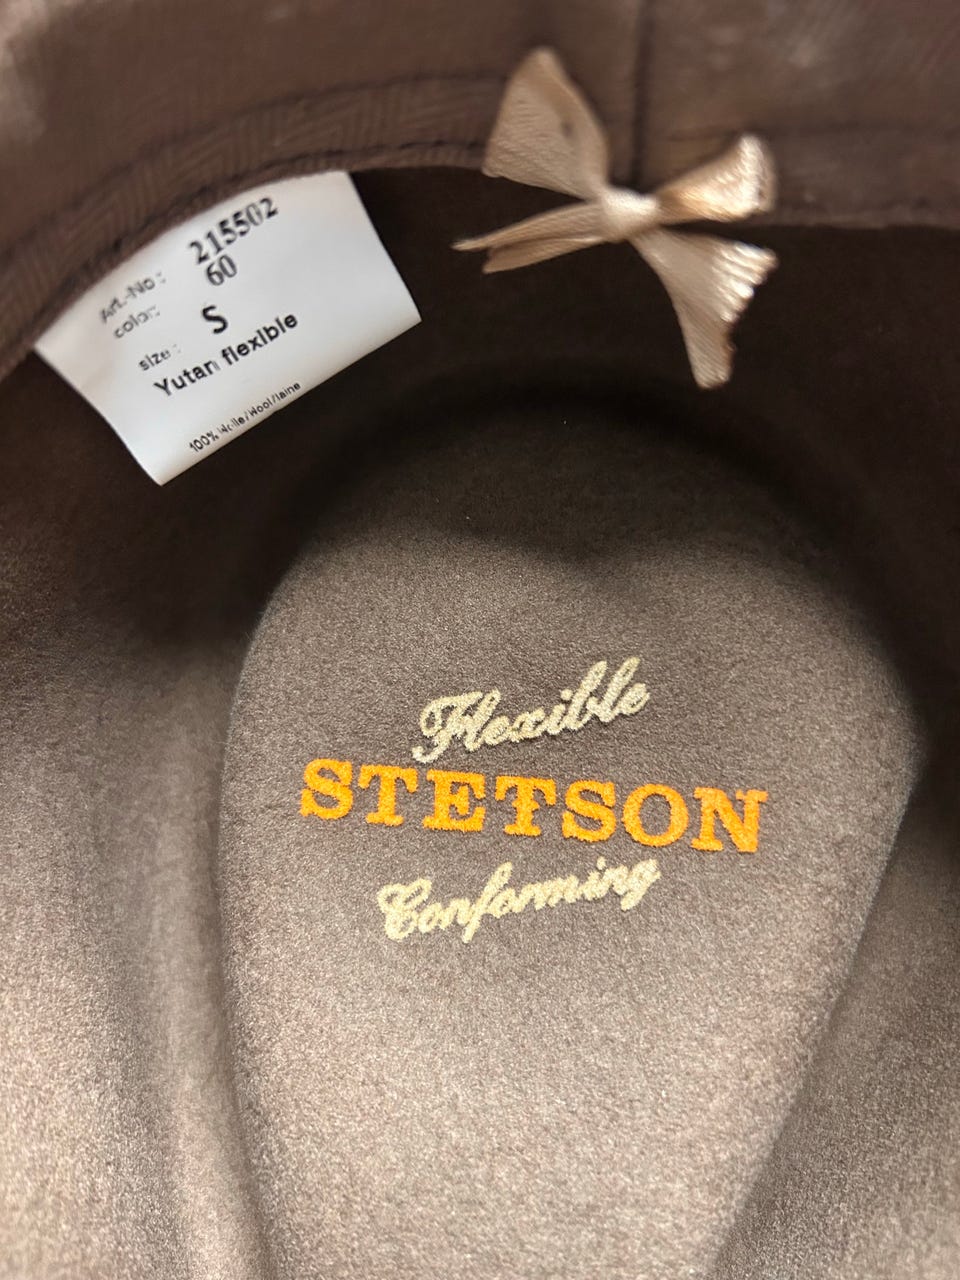 Art.-No: 215502
color: 60
size: S
Yutan flexible
100% Wolle/Wool/laine
Flexible
STETSON
Conforming